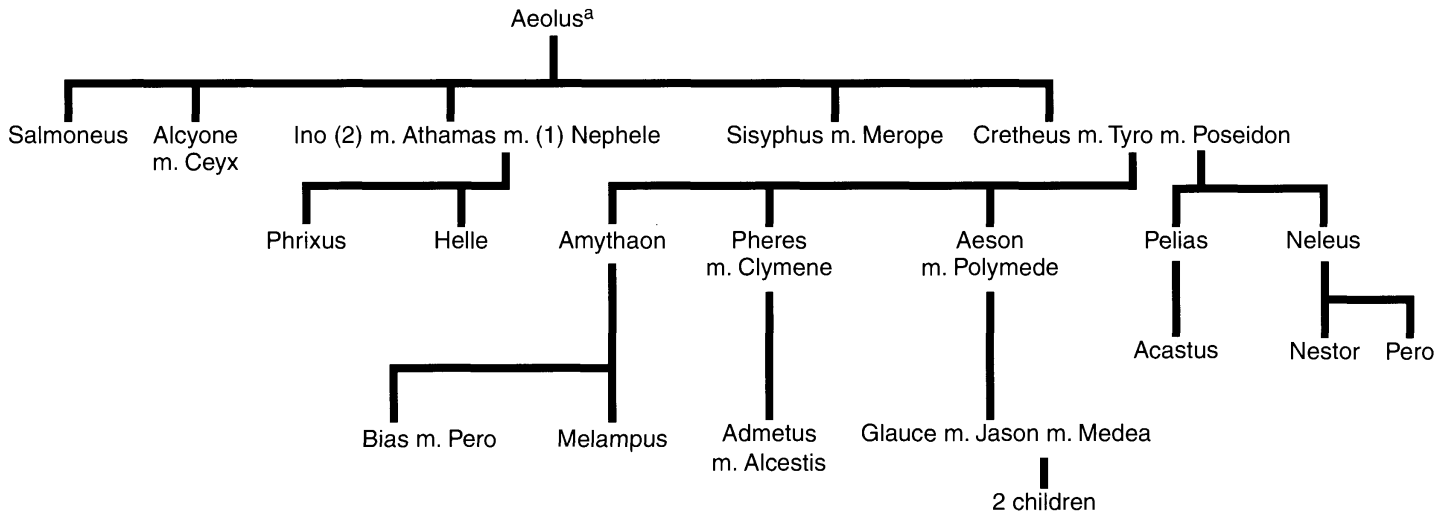 Aeolusᵃ
Salmoneus
Alcyone
m. Ceyx
Ino (2) m. Athamas m. (1) Nephele
Sisyphus m. Merope
Cretheus m. Tyro m. Poseidon
Phrixus
Helle
Amythaon
Pheres
m. Clymene
Aeson
m. Polymede
Pelias
Neleus
Acastus
Nestor
Pero
Bias m. Pero
Melampus
Admetus
m. Alcestis
Glauce m. Jason m. Medea
2 children